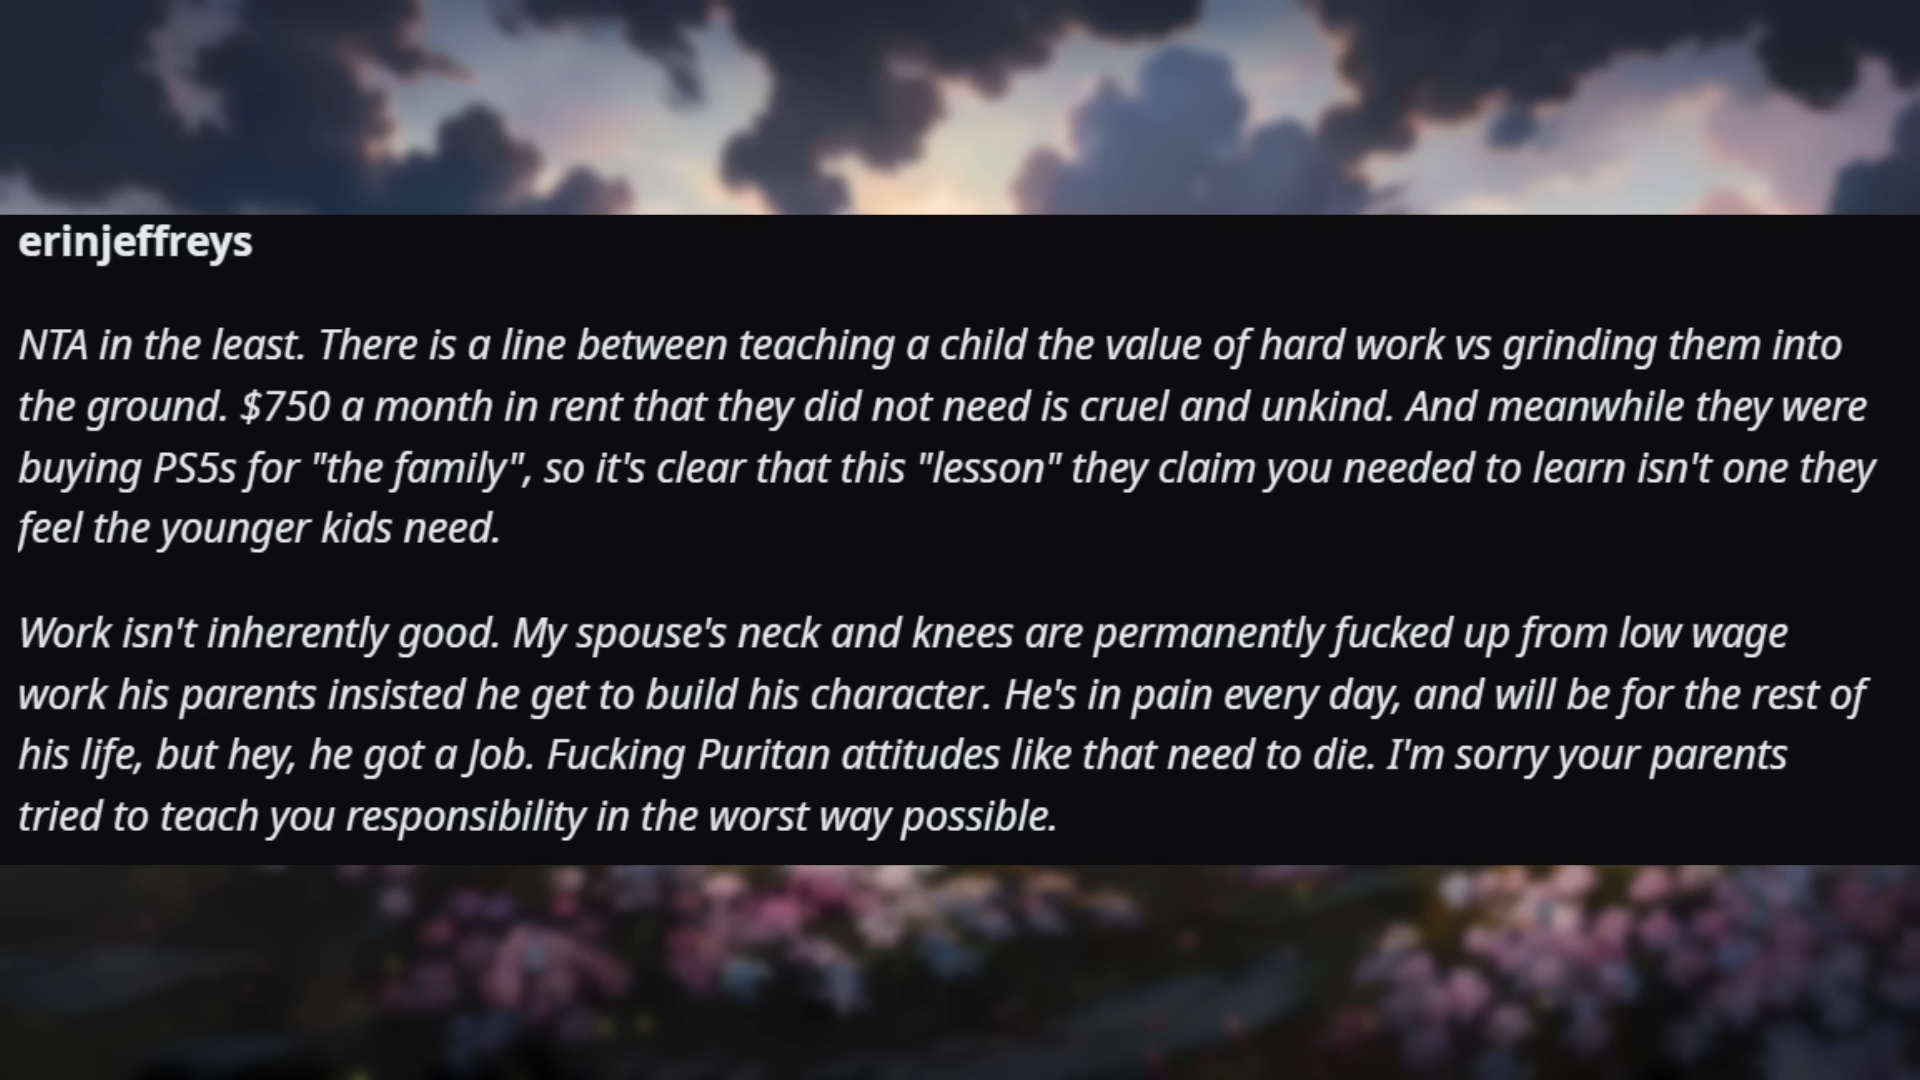 erinjeffreys
NTA in the least. There is a line between teaching a child the value of hard work vs grinding them into
the ground. $750 a month in rent that they did not need is cruel and unkind. And meanwhile they were
buying PS5s for "the family", so it's clear that this "lesson" they claim you needed to learn isn't one they
feel the younger kids need.
Work isn't inherently good. My spouse's neck and knees are permanently fucked up from low wage
work his parents insisted he get to build his character. He's in pain every day, and will be for the rest of
his life, but hey, he got a Job. Fucking Puritan attitudes like that need to die. I'm sorry your parents
tried to teach you responsibility in the worst way possible.